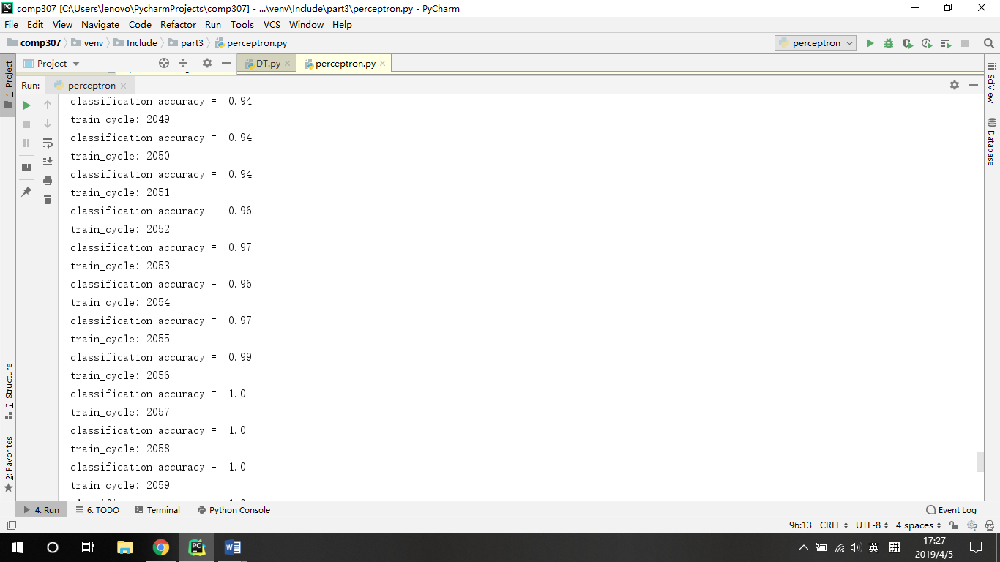 comp307 [C:\Users\lenovo\PycharmProjects\comp307] - ...\venv\Include\part3\perceptron.py - PyCharm
File Edit View Navigate Code Refactor Run Tools VCS Window Help
comp307 venv Include part3 perceptron.py perceptron
1: Project Project DT.py perceptron.py SciView
Run: perceptron
classification accuracy =  0.94
train_cycle: 2049
classification accuracy =  0.94
train_cycle: 2050
classification accuracy =  0.94
train_cycle: 2051
classification accuracy =  0.96
train_cycle: 2052
classification accuracy =  0.97
train_cycle: 2053
classification accuracy =  0.96
train_cycle: 2054
classification accuracy =  0.97
train_cycle: 2055
classification accuracy =  0.99
train_cycle: 2056
classification accuracy =  1.0
train_cycle: 2057
classification accuracy =  1.0
train_cycle: 2058
classification accuracy =  1.0
train_cycle: 2059
Database
7: Structure
2: Favorites
4: Run 6: TODO Terminal Python Console Event Log
96:13 CRLF UTF-8 4 spaces
英 拼 17:27
2019/4/5